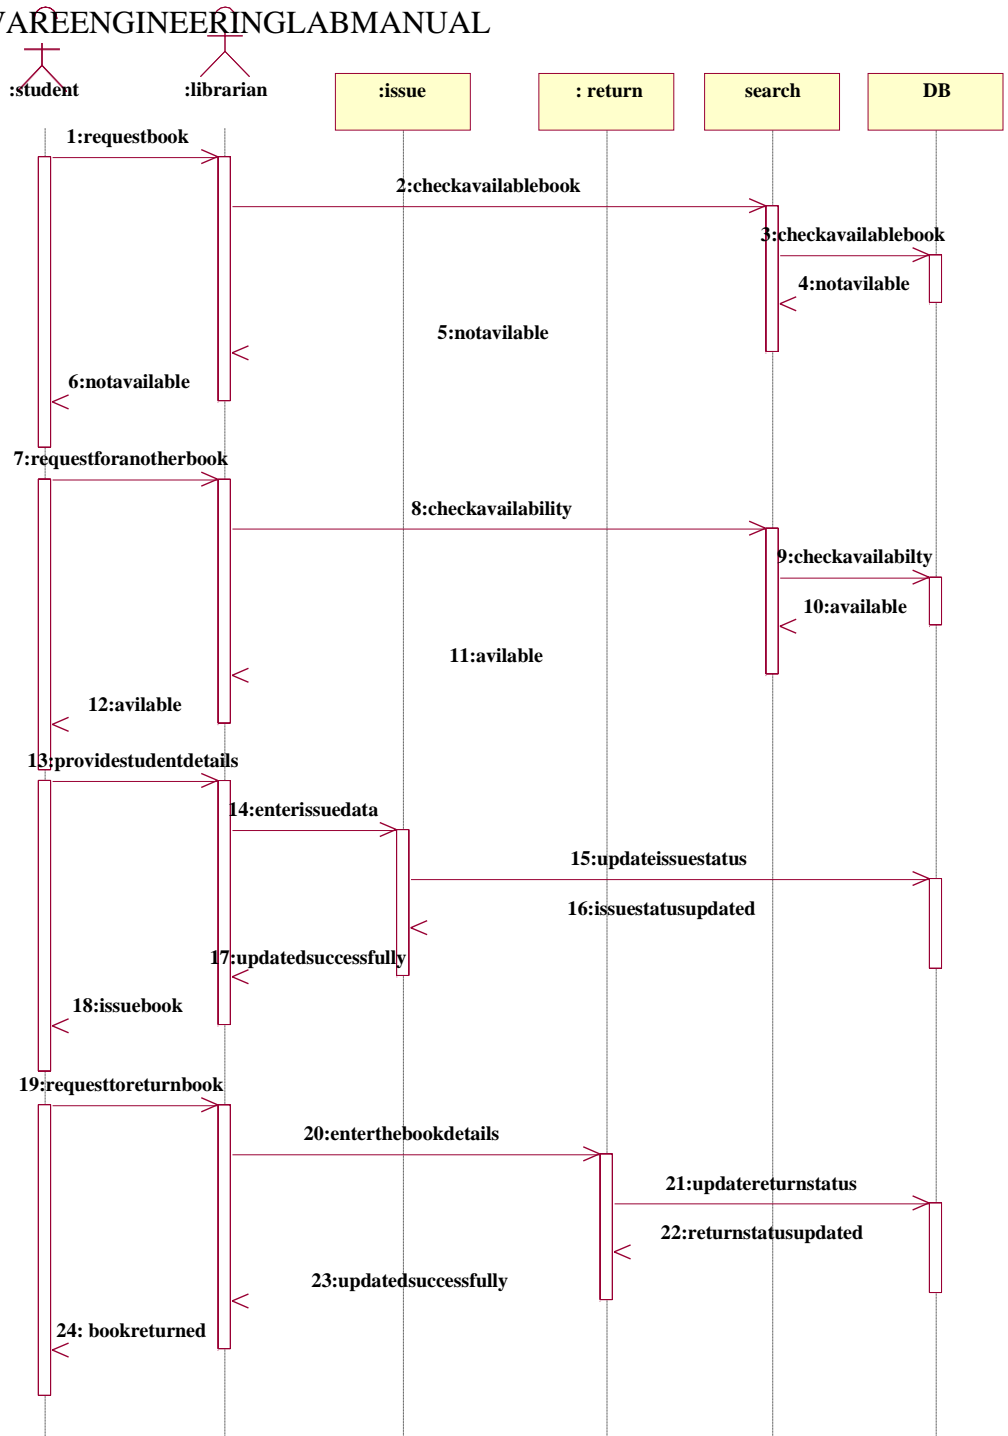 WAREENGINEERINGLABMANUAL
:student :librarian :issue : return search DB
1:requestbook
2:checkavailablebook
3:checkavailablebook
4:notavilable
5:notavilable
6:notavailable
7:requestforanotherbook
8:checkavailability
9:checkavailabilty
10:available
11:avilable
12:avilable
13:providestudentdetails
14:enterissuedata
15:updateissuestatus
16:issuestatusupdated
17:updatedsuccessfully
18:issuebook
19:requesttoreturnbook
20:enterthebookdetails
21:updatereturnstatus
22:returnstatusupdated
23:updatedsuccessfully
24: bookreturned